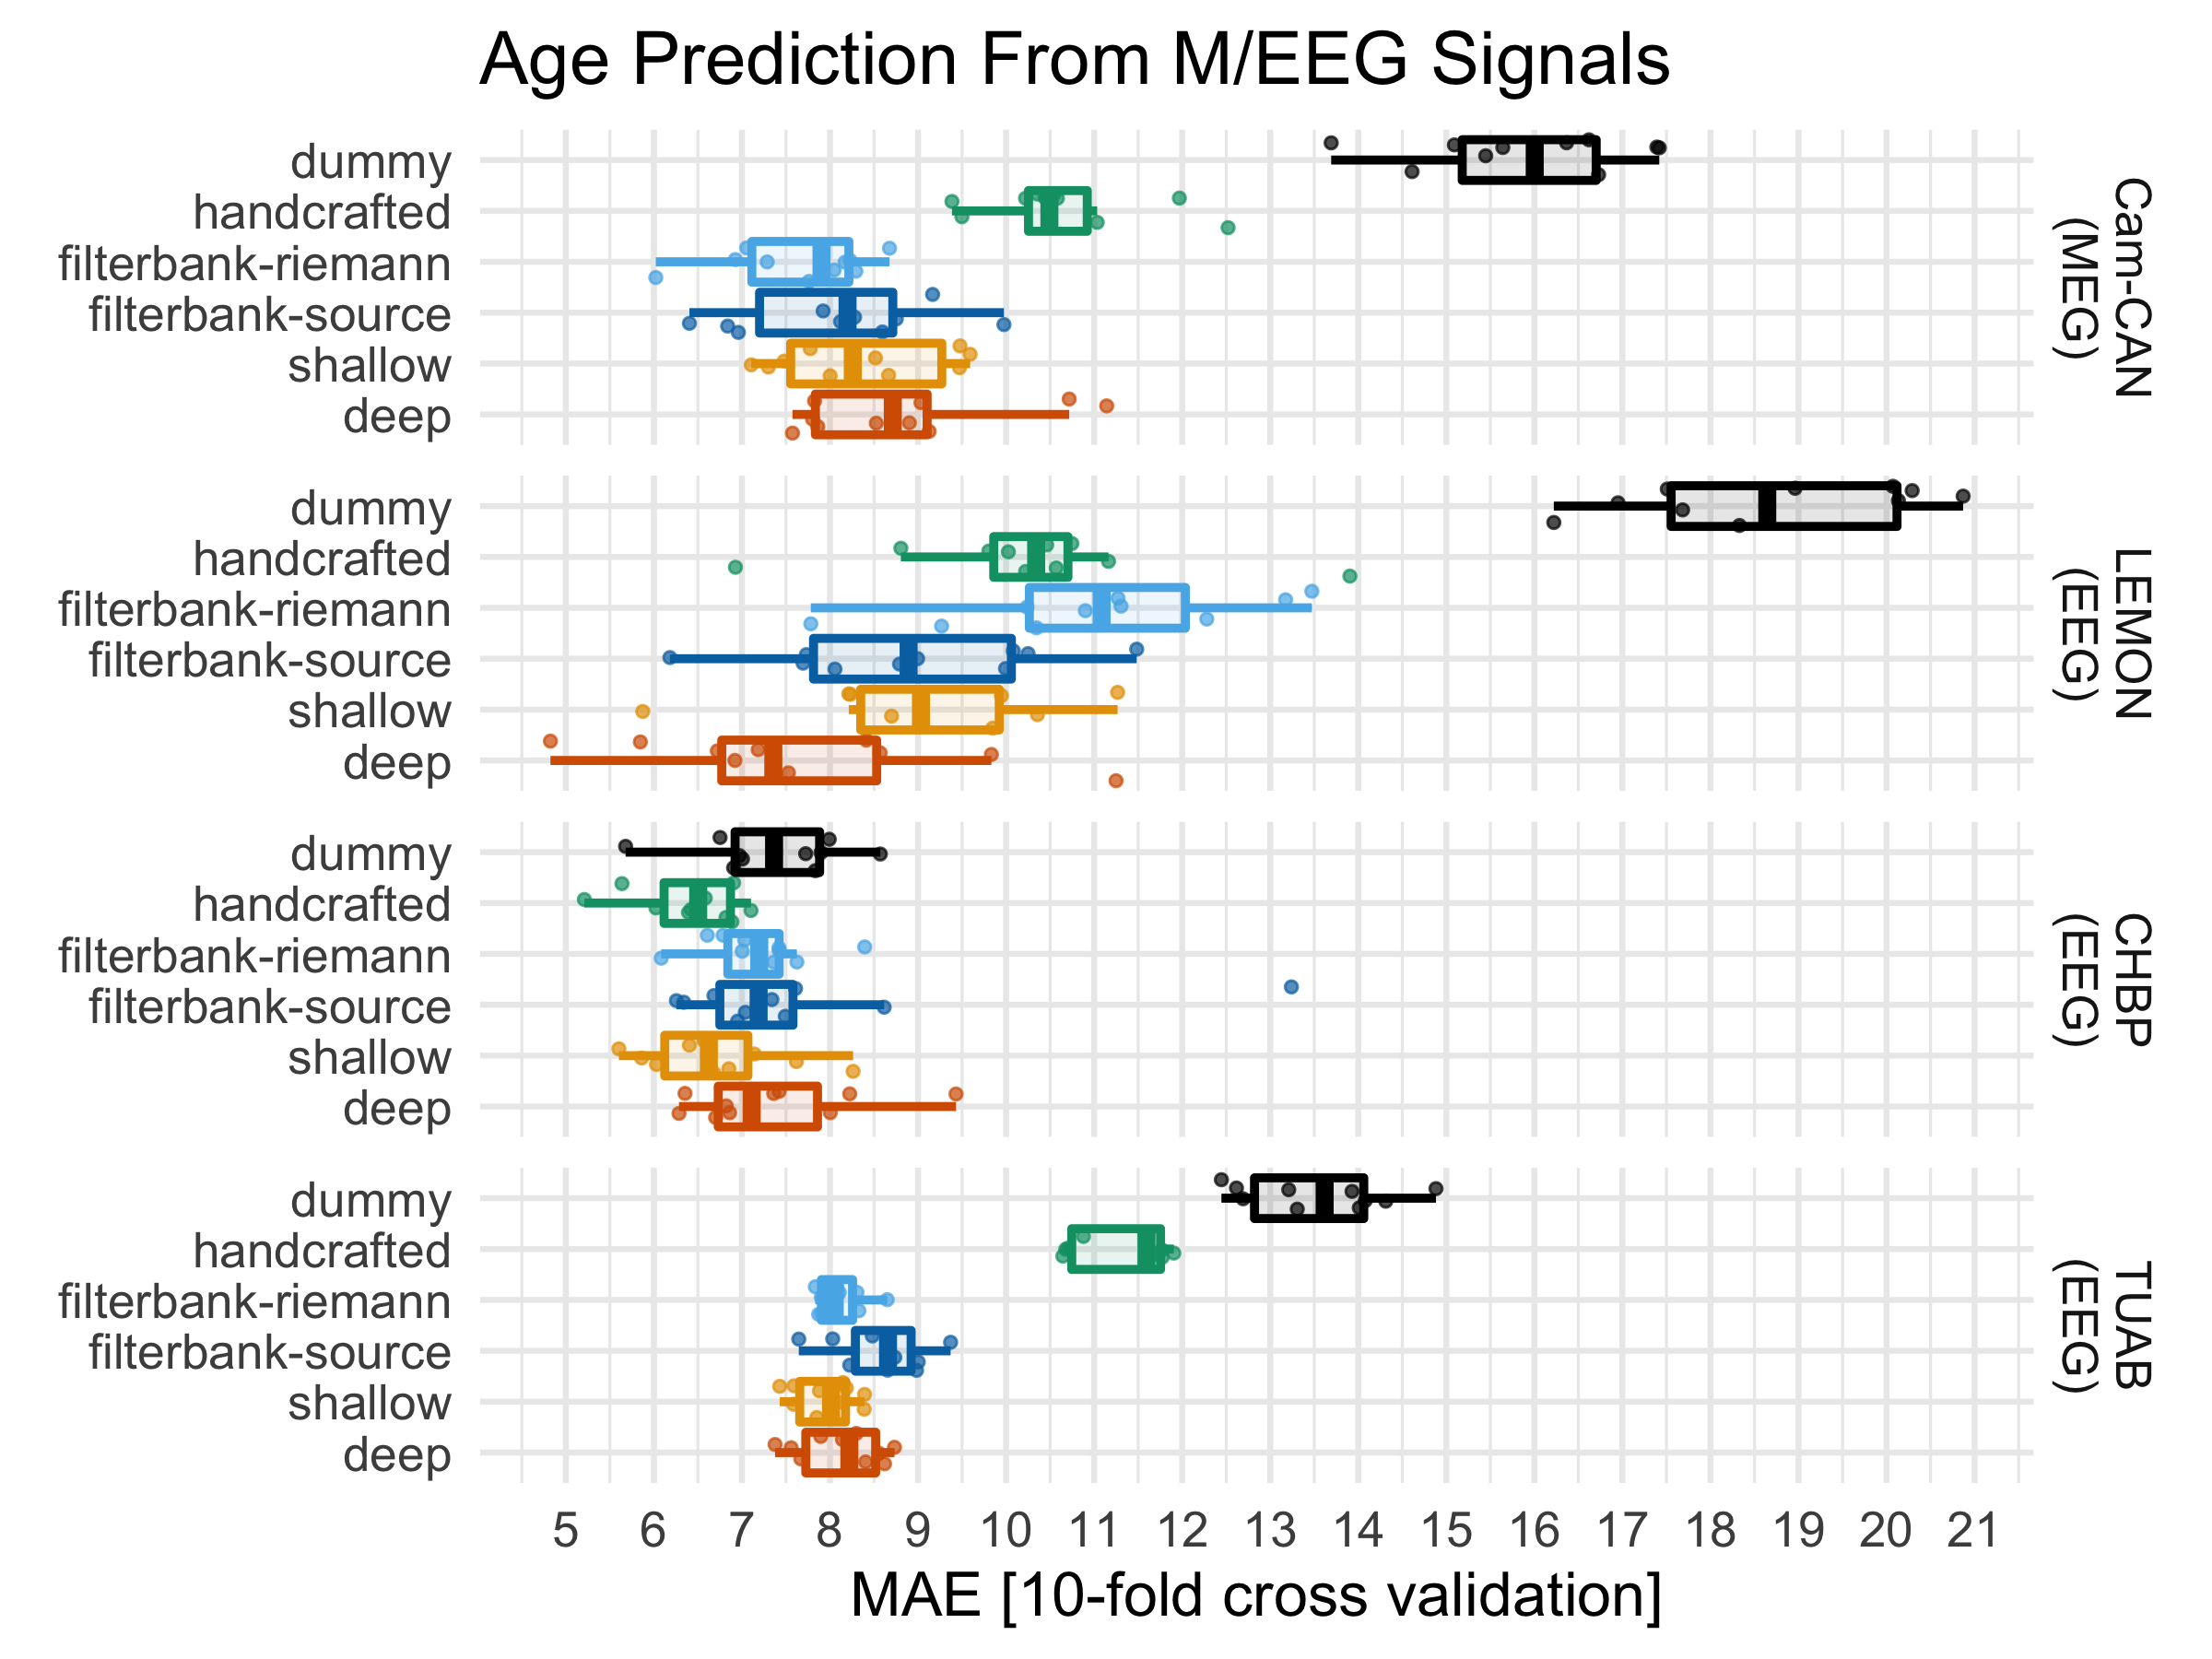 Age Prediction From M/EEG Signals
dummy
handcrafted
filterbank-riemann
filterbank-source
shallow
deep
Cam-CAN
(MEG)
dummy
handcrafted
filterbank-riemann
filterbank-source
shallow
deep
LEMON
(EEG)
dummy
handcrafted
filterbank-riemann
filterbank-source
shallow
deep
CHBP
(EEG)
dummy
handcrafted
filterbank-riemann
filterbank-source
shallow
deep
TUAB
(EEG)
5 6 7 8 9 10 11 12 13 14 15 16 17 18 19 20 21
MAE [10-fold cross validation]